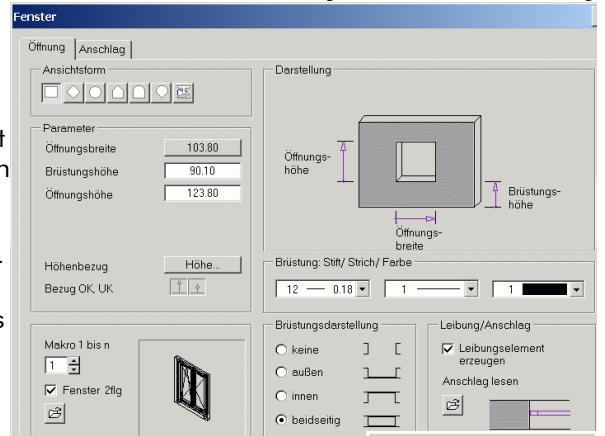 Fenster
Öffnung Anschlag
Ansichtsform
Parameter
Öffnungsbreite 103.80
Brüstungshöhe 90.10
Öffnungshöhe 123.80
Höhenbezug Höhe...
Bezug OK, UK
Makro 1 bis n
1
Fenster 2flg
Darstellung
Öffnungs-
höhe
Brüstungs-
höhe
Öffnungs-
breite
Brüstung: Stift/ Strich/ Farbe
12 0.18 1 1
Brüstungsdarstellung
keine
außen
innen
beidseitig
Leibung/Anschlag
Leibungselement
erzeugen
Anschlag lesen